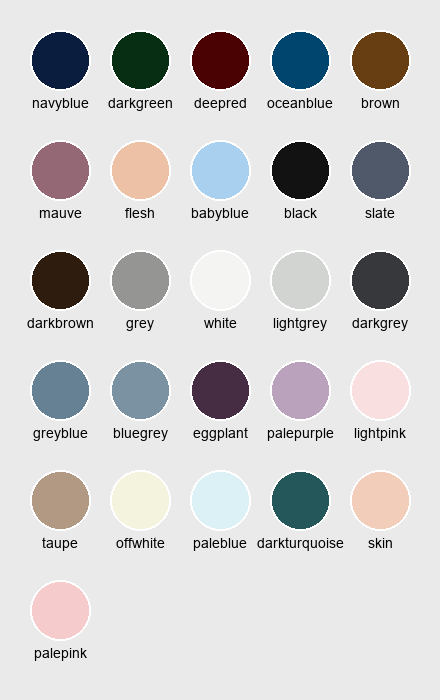 navyblue darkgreen deepred oceanblue brown
mauve flesh babyblue black slate
darkbrown grey white lightgrey darkgrey
greyblue bluegrey eggplant palepurple lightpink
taupe offwhite paleblue darkturquoise skin
palepink